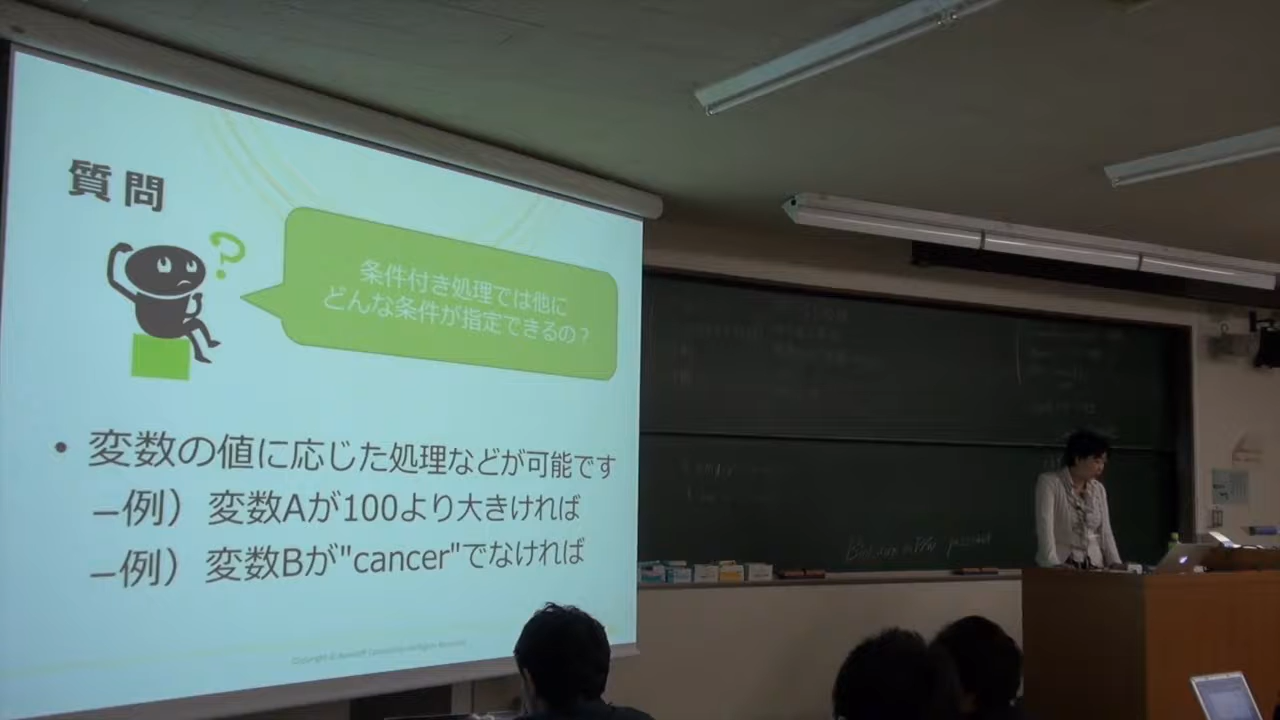 質問
?
条件付き処理では他に
どんな条件が指定できるの？
• 変数の値に応じた処理などが可能です
–例）変数Aが100より大きければ
–例）変数Bが"cancer"でなければ